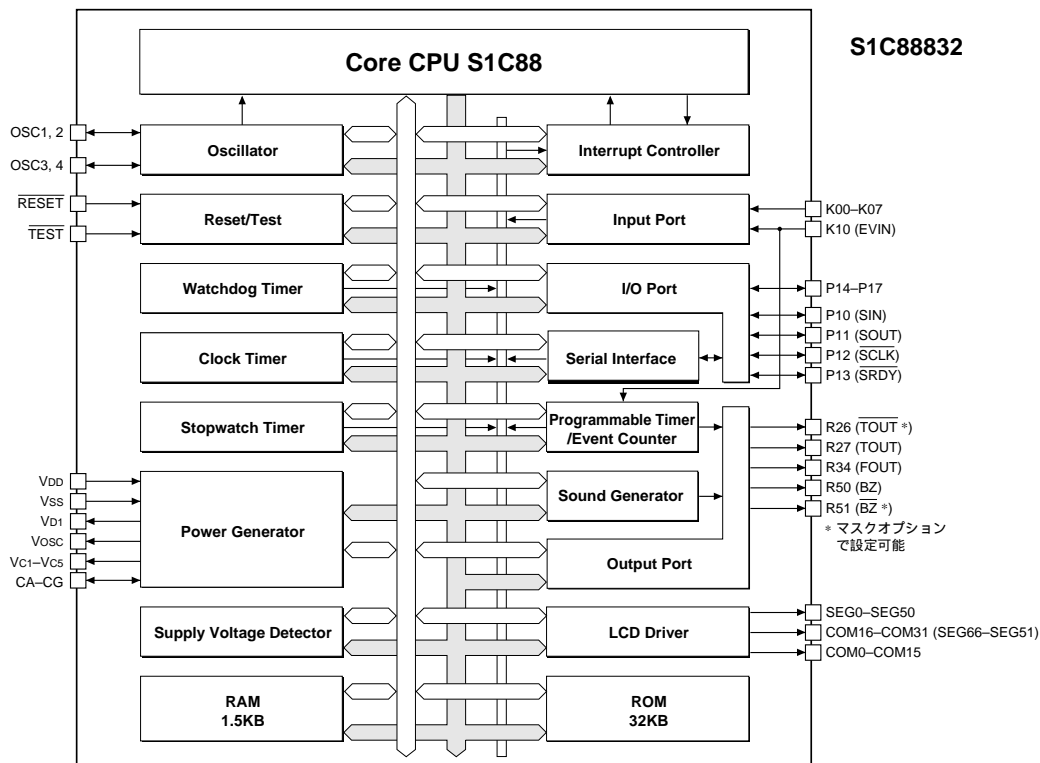 S1C88832
Core CPU S1C88
OSC1, 2
OSC3, 4
Oscillator
Interrupt Controller
RESET
TEST
Reset/Test
Input Port
K00–K07
K10 (EVIN)
Watchdog Timer
I/O Port
P14–P17
P10 (SIN)
P11 (SOUT)
P12 (SCLK)
P13 (SRDY)
Clock Timer
Serial Interface
Stopwatch Timer
Programmable Timer
/Event Counter
R26 (TOUT *)
R27 (TOUT)
R34 (FOUT)
R50 (BZ)
R51 (BZ *)
* マスクオプション
で設定可能
VDD
VSS
VD1
VOSC
VC1–VC5
CA–CG
Power Generator
Sound Generator
Output Port
Supply Voltage Detector
LCD Driver
SEG0–SEG50
COM16–COM31 (SEG66–SEG51)
COM0–COM15
RAM
1.5KB
ROM
32KB